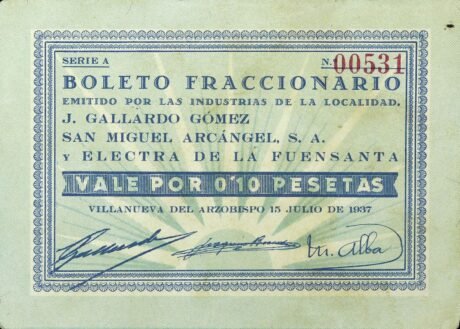 SERIE A N. 00531
BOLETO FRACCIONARIO
EMITIDO POR LAS INDUSTRIAS DE LA LOCALIDAD,
J. GALLARDO GÓMEZ
SAN MIGUEL ARCÁNGEL, S. A.
Y ELECTRA DE LA FUENSANTA
VALE POR 0'10 PESETAS
VILLANUEVA DEL ARZOBISPO 15 JULIO DE 1937
M. Alba